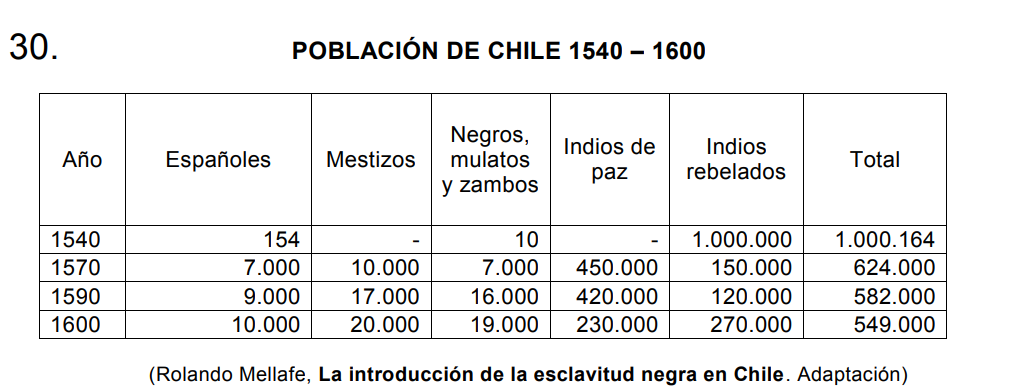 30.
POBLACIÓN DE CHILE 1540 – 1600
Año Españoles Mestizos Negros, mulatos y zambos Indios de paz Indios rebelados Total
1540 154 - 10 - 1.000.000 1.000.164
1570 7.000 10.000 7.000 450.000 150.000 624.000
1590 9.000 17.000 16.000 420.000 120.000 582.000
1600 10.000 20.000 19.000 230.000 270.000 549.000
(Rolando Mellafe, La introducción de la esclavitud negra en Chile. Adaptación)